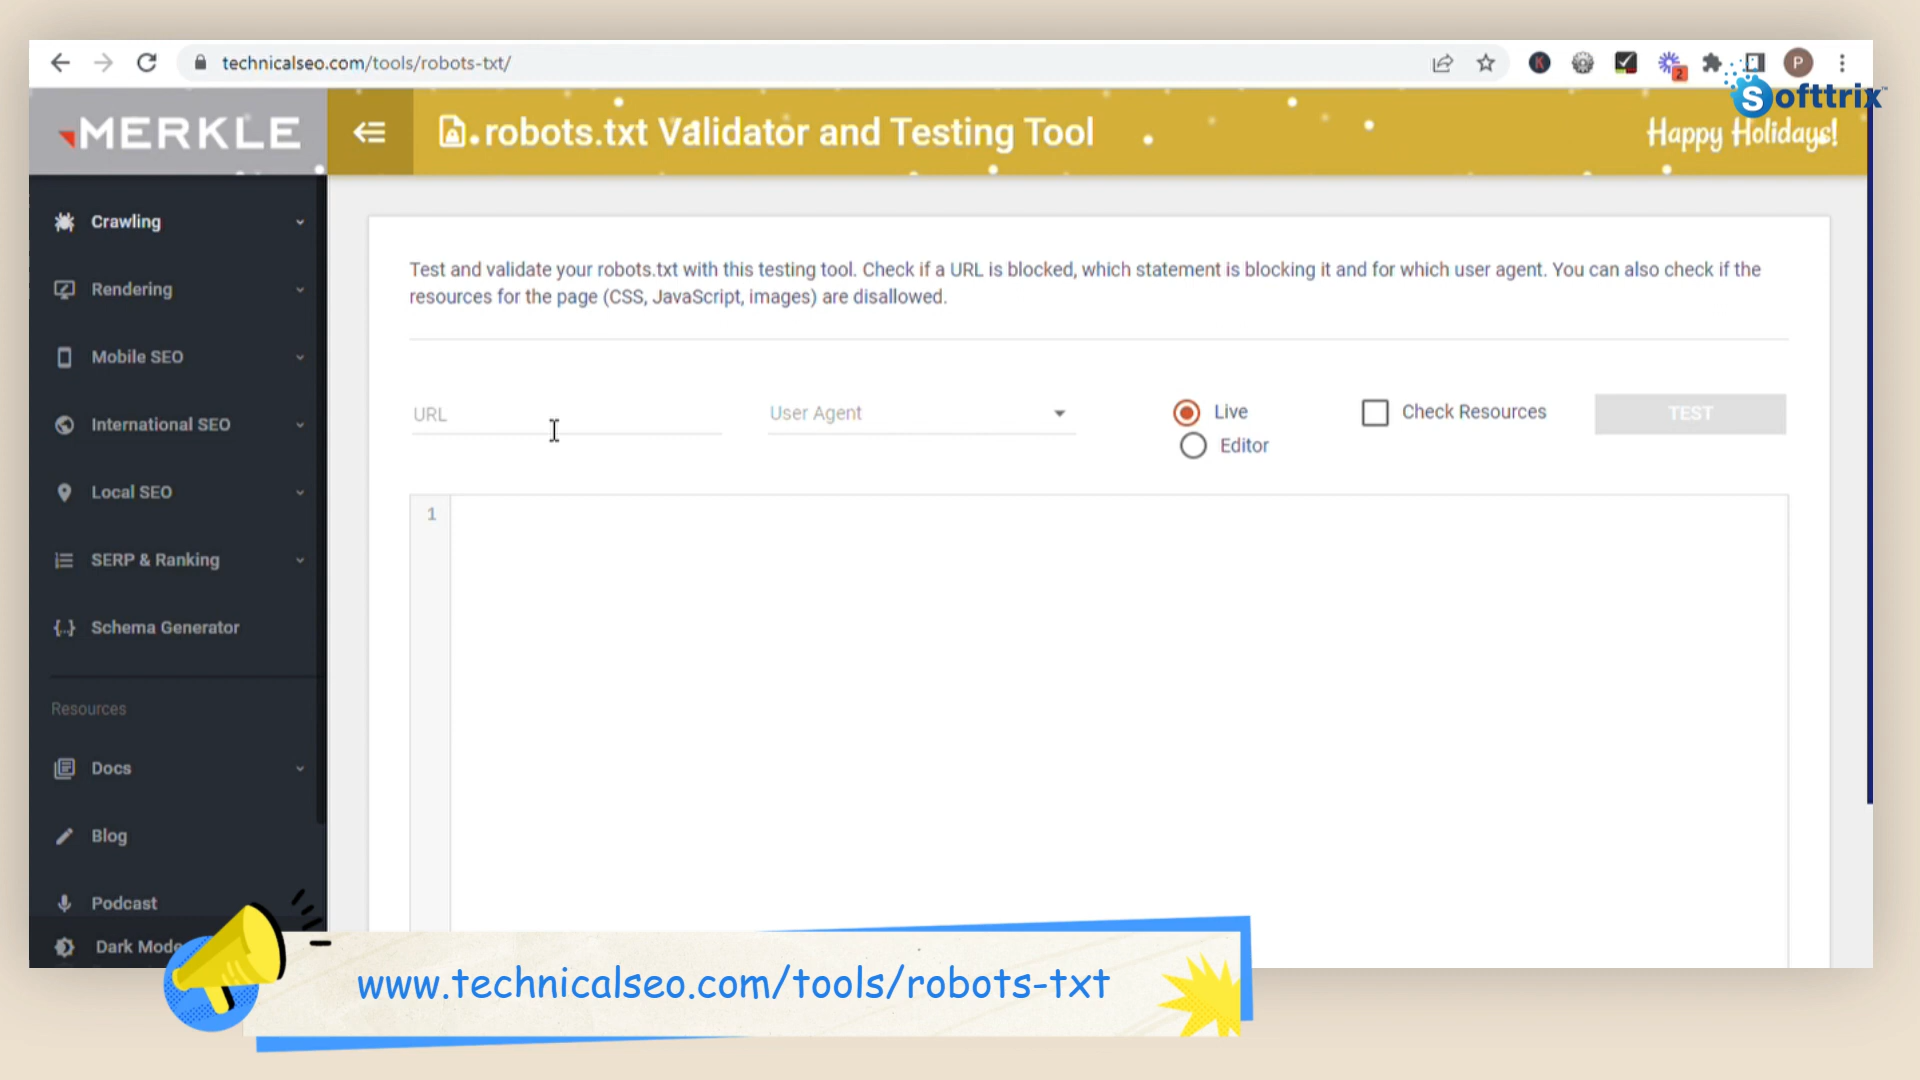 technicalseo.com/tools/robots-txt/
K
2
P
Softtrix™
MERKLE
robots.txt Validator and Testing Tool
Happy Holidays!
Crawling
Rendering
Mobile SEO
International SEO
Local SEO
SERP & Ranking
Schema Generator
Resources
Docs
Blog
Podcast
Dark Mode
Test and validate your robots.txt with this testing tool. Check if a URL is blocked, which statement is blocking it and for which user agent. You can also check if the
resources for the page (CSS, JavaScript, images) are disallowed.
URL
User Agent
Live
Editor
Check Resources
TEST
1
www.technicalseo.com/tools/robots-txt